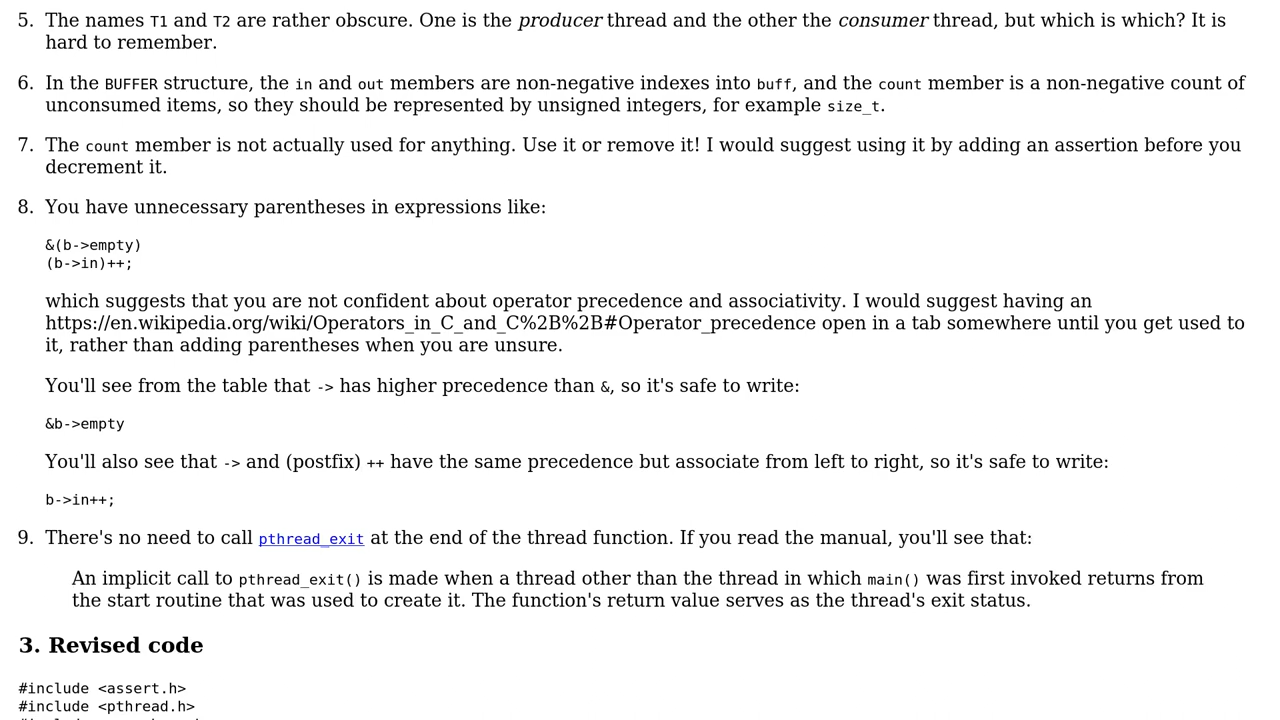 5. The names T1 and T2 are rather obscure. One is the producer thread and the other the consumer thread, but which is which? It is
hard to remember.
6. In the BUFFER structure, the in and out members are non-negative indexes into buff, and the count member is a non-negative count of
unconsumed items, so they should be represented by unsigned integers, for example size_t.
7. The count member is not actually used for anything. Use it or remove it! I would suggest using it by adding an assertion before you
decrement it.
8. You have unnecessary parentheses in expressions like:
&(b->empty)
(b->in)++;
which suggests that you are not confident about operator precedence and associativity. I would suggest having an
https://en.wikipedia.org/wiki/Operators_in_C_and_C%2B%2B#Operator_precedence open in a tab somewhere until you get used to
it, rather than adding parentheses when you are unsure.
You'll see from the table that -> has higher precedence than &, so it's safe to write:
&b->empty
You'll also see that -> and (postfix) ++ have the same precedence but associate from left to right, so it's safe to write:
b->in++;
9. There's no need to call pthread_exit at the end of the thread function. If you read the manual, you'll see that:
An implicit call to pthread_exit() is made when a thread other than the thread in which main() was first invoked returns from
the start routine that was used to create it. The function's return value serves as the thread's exit status.
3. Revised code
#include <assert.h>
#include <pthread.h>